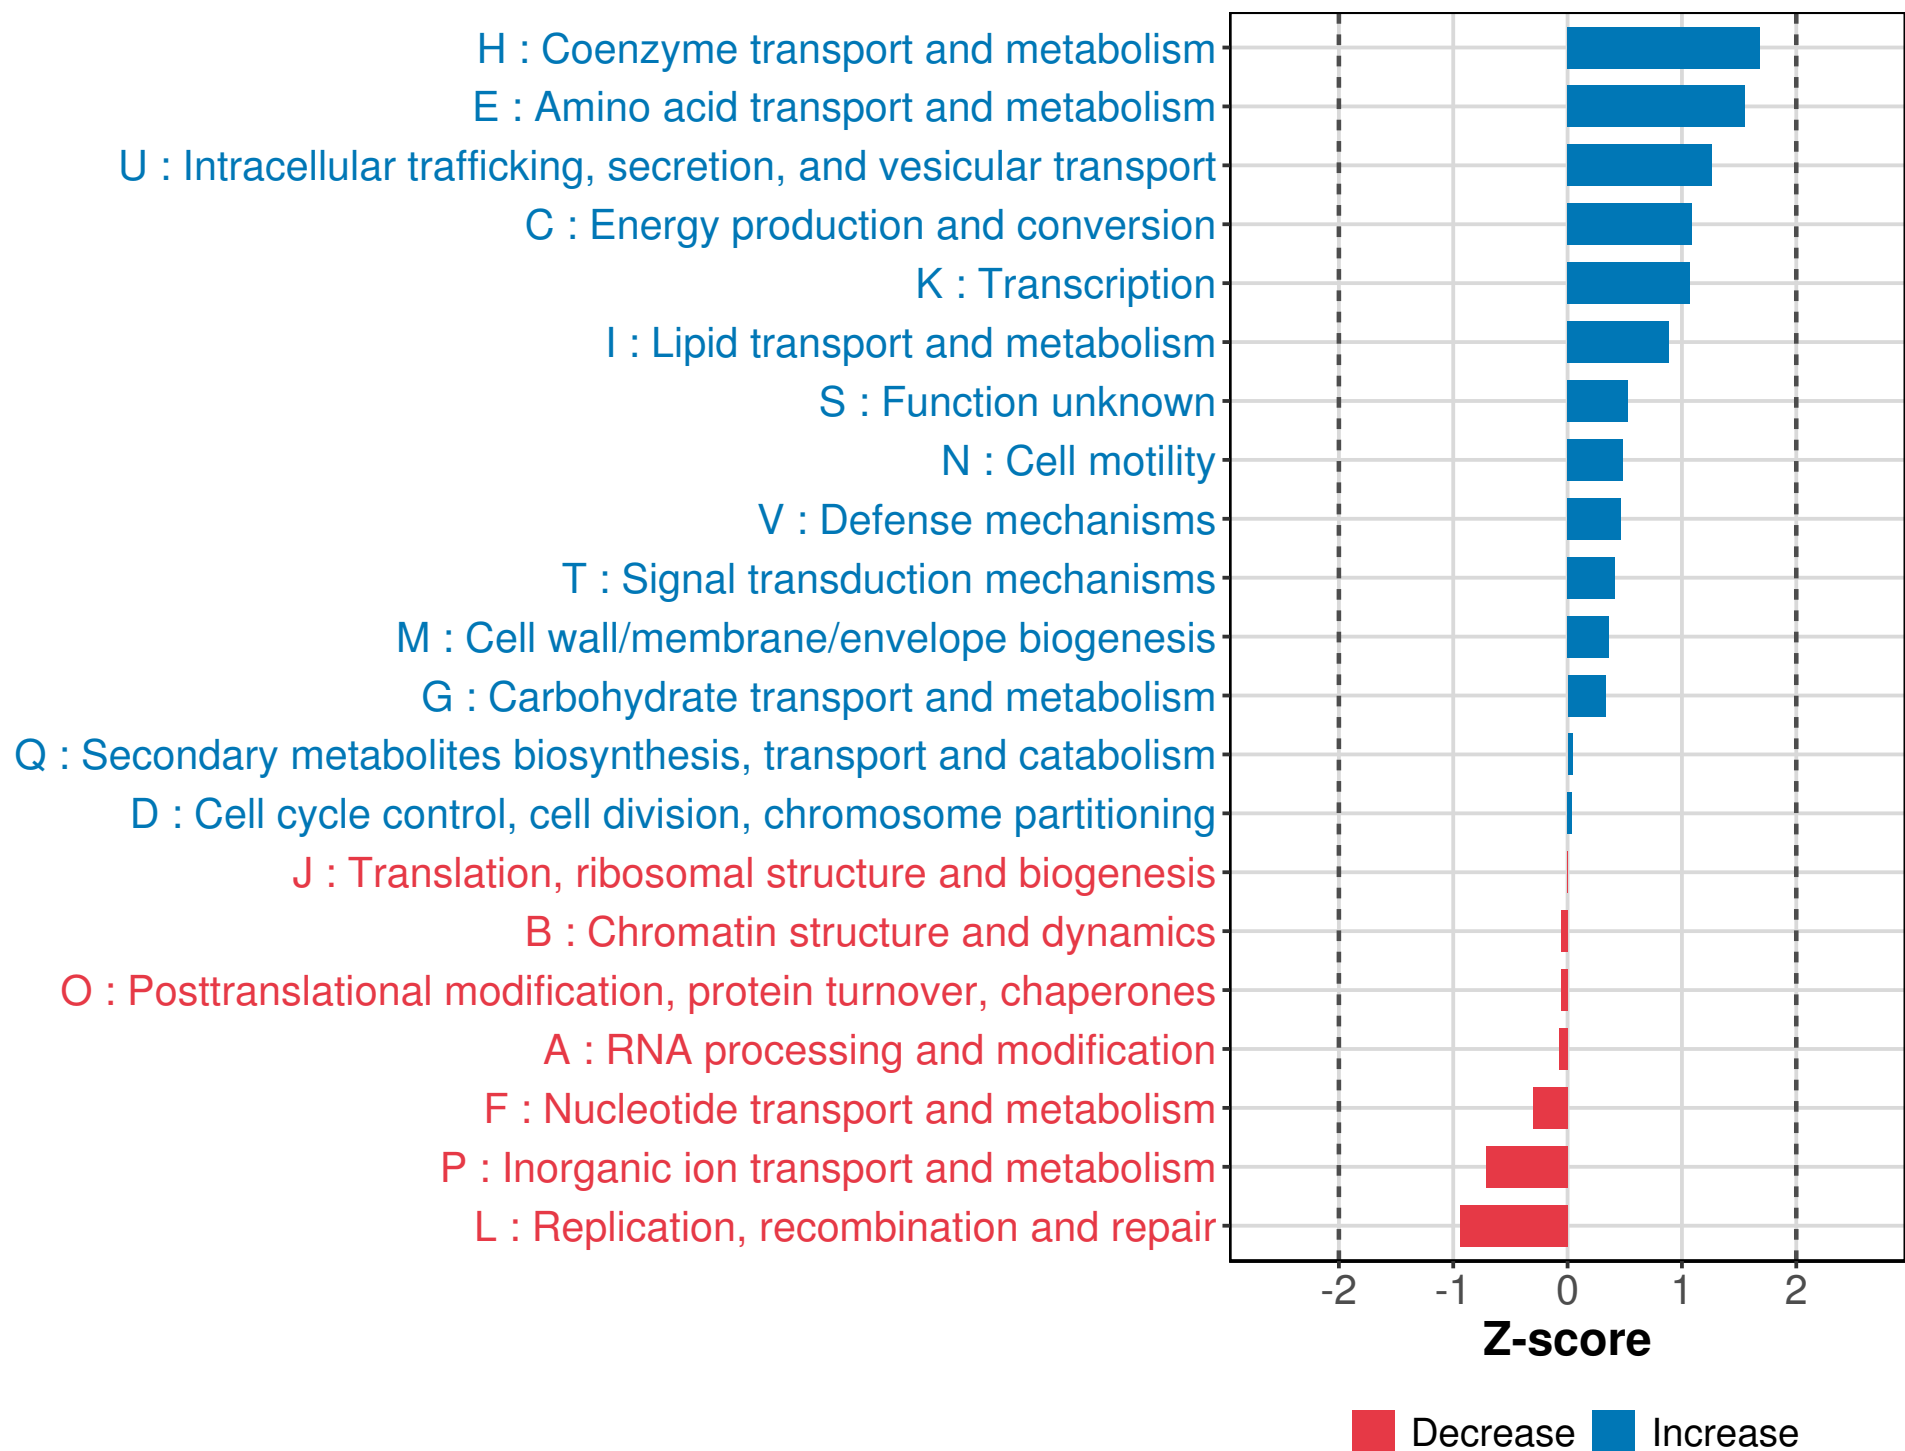 H : Coenzyme transport and metabolism
E : Amino acid transport and metabolism
U : Intracellular trafficking, secretion, and vesicular transport
C : Energy production and conversion
K : Transcription
I : Lipid transport and metabolism
S : Function unknown
N : Cell motility
V : Defense mechanisms
T : Signal transduction mechanisms
M : Cell wall/membrane/envelope biogenesis
G : Carbohydrate transport and metabolism
Q : Secondary metabolites biosynthesis, transport and catabolism
D : Cell cycle control, cell division, chromosome partitioning
J : Translation, ribosomal structure and biogenesis
B : Chromatin structure and dynamics
O : Posttranslational modification, protein turnover, chaperones
A : RNA processing and modification
F : Nucleotide transport and metabolism
P : Inorganic ion transport and metabolism
L : Replication, recombination and repair
-2 -1 0 1 2
Z-score
Decrease Increase